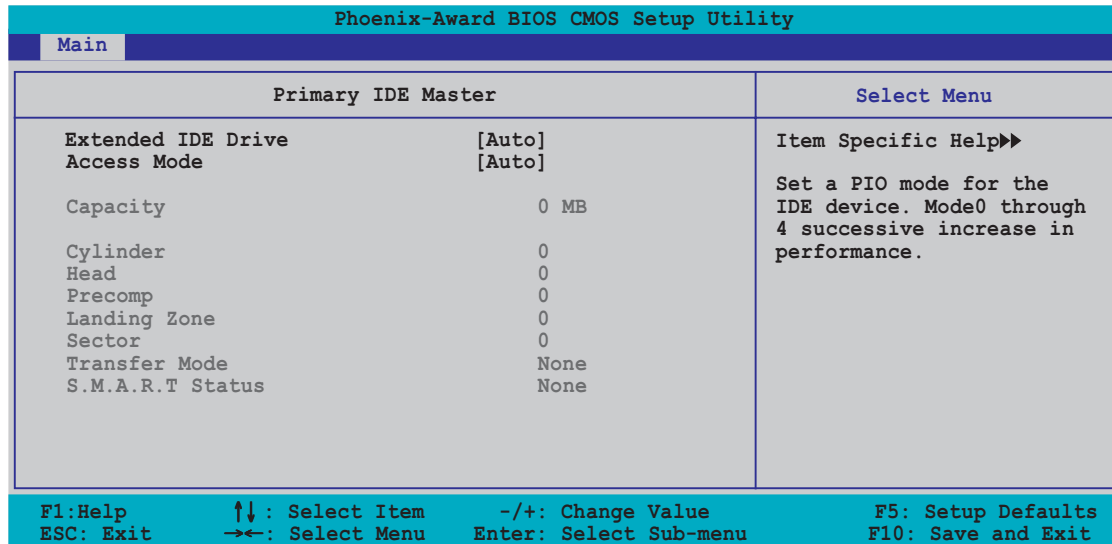 Phoenix-Award BIOS CMOS Setup Utility
Main
Primary IDE Master
Select Menu
Extended IDE Drive [Auto]
Access Mode [Auto]
Capacity 0 MB
Cylinder 0
Head 0
Precomp 0
Landing Zone 0
Sector 0
Transfer Mode None
S.M.A.R.T Status None
Item Specific Help▶▶
Set a PIO mode for the
IDE device. Mode0 through
4 successive increase in
performance.
F1:Help ↑↓ : Select Item -/+: Change Value F5: Setup Defaults
ESC: Exit →←: Select Menu Enter: Select Sub-menu F10: Save and Exit